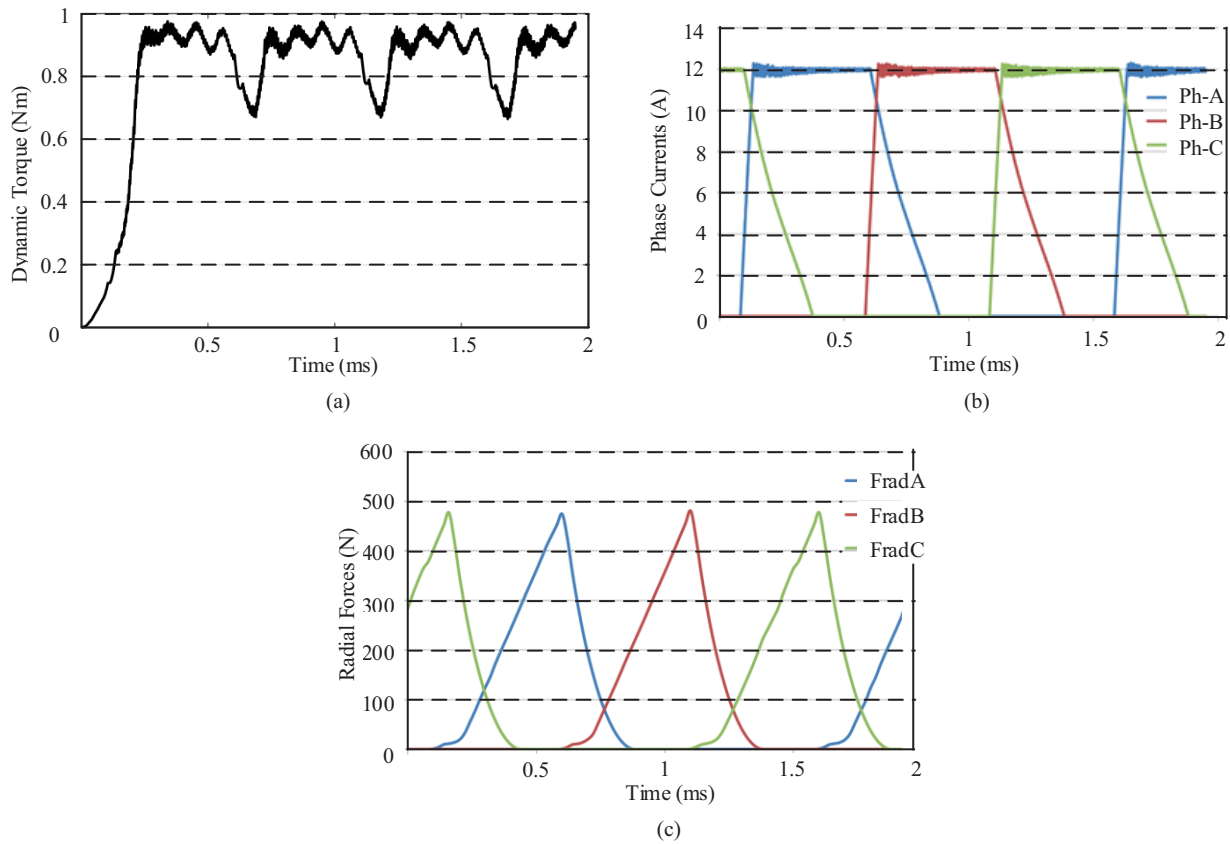 1
0.8
0.6
0.4
0.2
0
Dynamic Torque (Nm)
0.5
1
1.5
2
Time (ms)
(a)
14
12
10
8
6
4
2
0
Phase Currents (A)
Ph-A
Ph-B
Ph-C
0.5
1
1.5
2
Time (ms)
(b)
600
500
400
300
200
100
0
Radial Forces (N)
FradA
FradB
FradC
0.5
1
1.5
2
Time (ms)
(c)